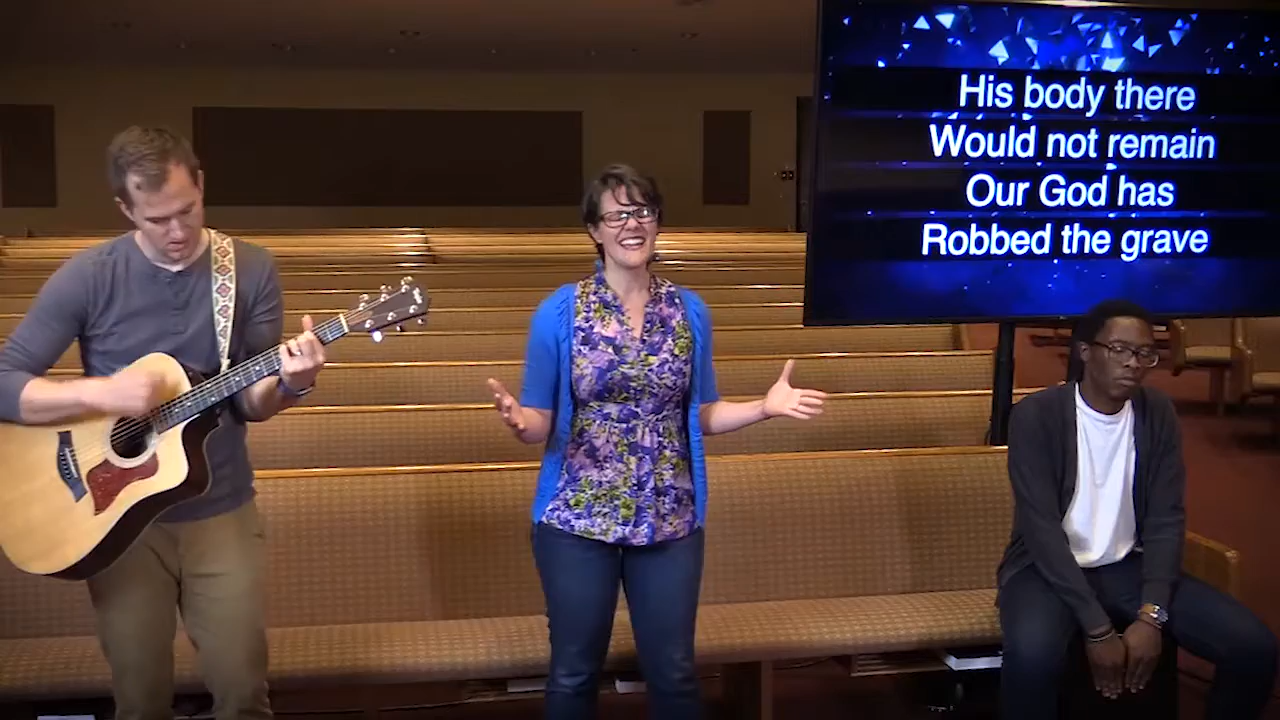 His body there
Would not remain
Our God has
Robbed the grave